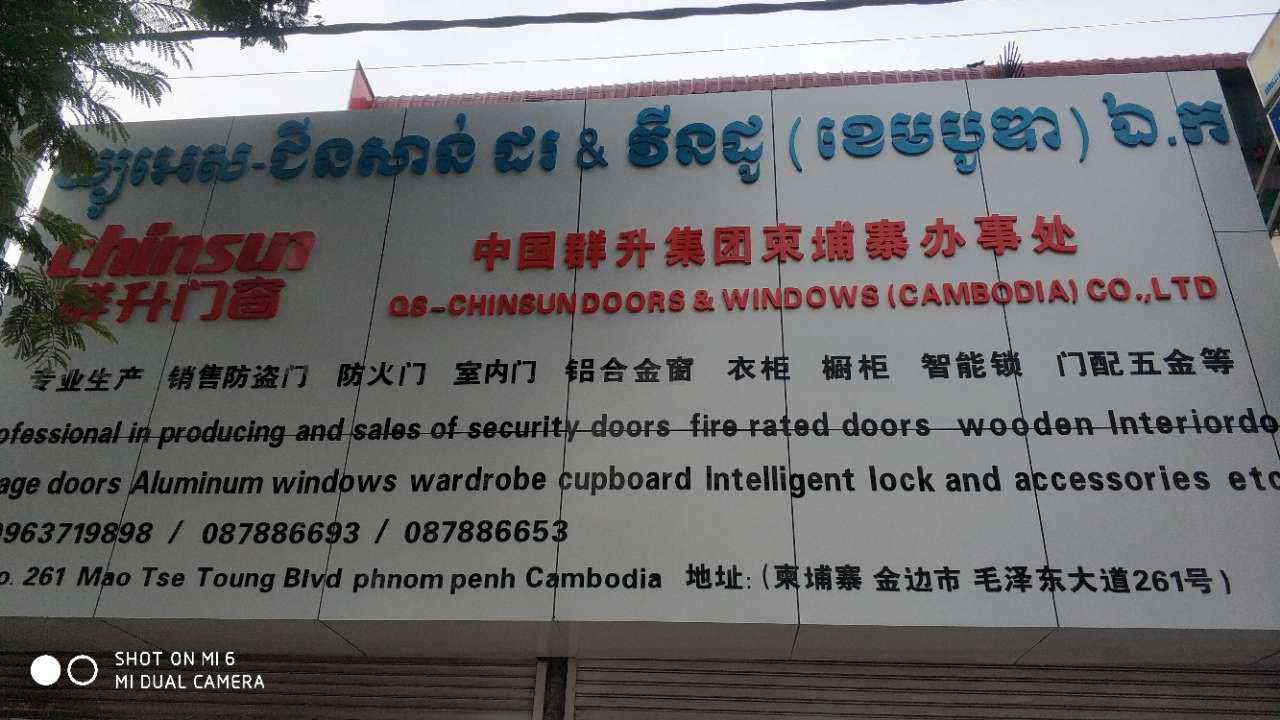 ឃ្យូអេស-ជីនសាន់ ដរ & វីនដូ (ខេមបូឌា) ឯ.ក
chinsun
群升门窗
中国群升集团柬埔寨办事处
QS-CHINSUN DOORS & WINDOWS (CAMBODIA) CO.,LTD
专业生产 销售防盗门 防火门 室内门 铝合金窗 衣柜 橱柜 智能锁 门配五金等
ofessional in producing and sales of security doors fire rated doors wooden Interiordo
age doors Aluminum windows wardrobe cupboard Intelligent lock and accessories etc
0963719898 / 087886693 / 087886653
o. 261 Mao Tse Toung Blvd phnom penh Cambodia 地址:(柬埔寨 金边市 毛泽东大道261号)
SHOT ON MI 6
MI DUAL CAMERA